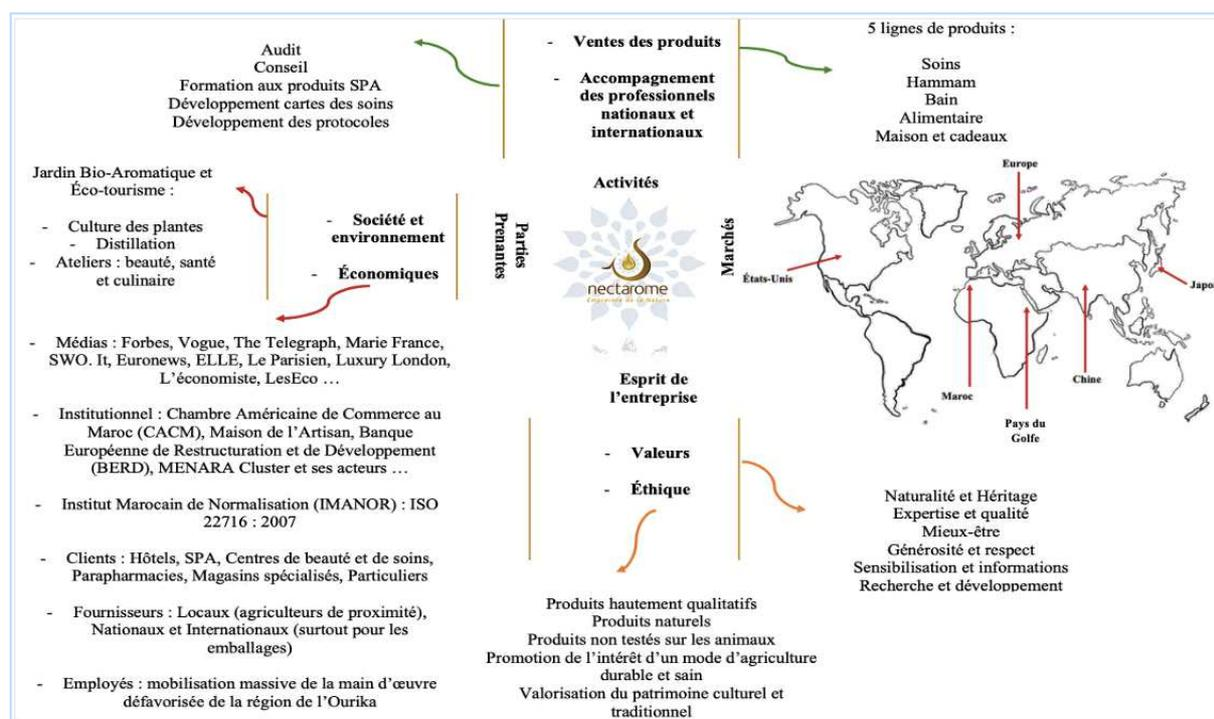 Audit
Conseil
Formation aux produits SPA
Développement cartes des soins
Développement des protocoles
- Ventes des produits
- Accompagnement
des professionnels
nationaux et
internationaux
5 lignes de produits :
Soins
Hammam
Bain
Alimentaire
Maison et cadeaux
Jardin Bio-Aromatique et
Éco-tourisme :
- Culture des plantes
- Distillation
- Ateliers : beauté, santé
et culinaire
- Société et
environnement
- Économiques
Parties
Prenantes
Activités
nectarome
Empreinte de la Nature
Marchés
Europe
États-Unis
Japon
Maroc
Pays du
Golfe
Chine
- Médias : Forbes, Vogue, The Telegraph, Marie France,
SWO. It, Euronews, ELLE, Le Parisien, Luxury London,
L’économiste, LesEco …
- Institutionnel : Chambre Américaine de Commerce au
Maroc (CACM), Maison de l’Artisan, Banque
Européenne de Restructuration et de Développement
(BERD), MENARA Cluster et ses acteurs …
- Institut Marocain de Normalisation (IMANOR) : ISO
22716 : 2007
- Clients : Hôtels, SPA, Centres de beauté et de soins,
Parapharmacies, Magasins spécialisés, Particuliers
- Fournisseurs : Locaux (agriculteurs de proximité),
Nationaux et Internationaux (surtout pour les
emballages)
- Employés : mobilisation massive de la main d’œuvre
défavorisée de la région de l’Ourika
Esprit de
l’entreprise
- Valeurs
- Éthique
Naturalité et Héritage
Expertise et qualité
Mieux-être
Générosité et respect
Sensibilisation et informations
Recherche et développement
Produits hautement qualitatifs
Produits naturels
Produits non testés sur les animaux
Promotion de l’intérêt d’un mode d’agriculture
durable et sain
Valorisation du patrimoine culturel et
traditionnel